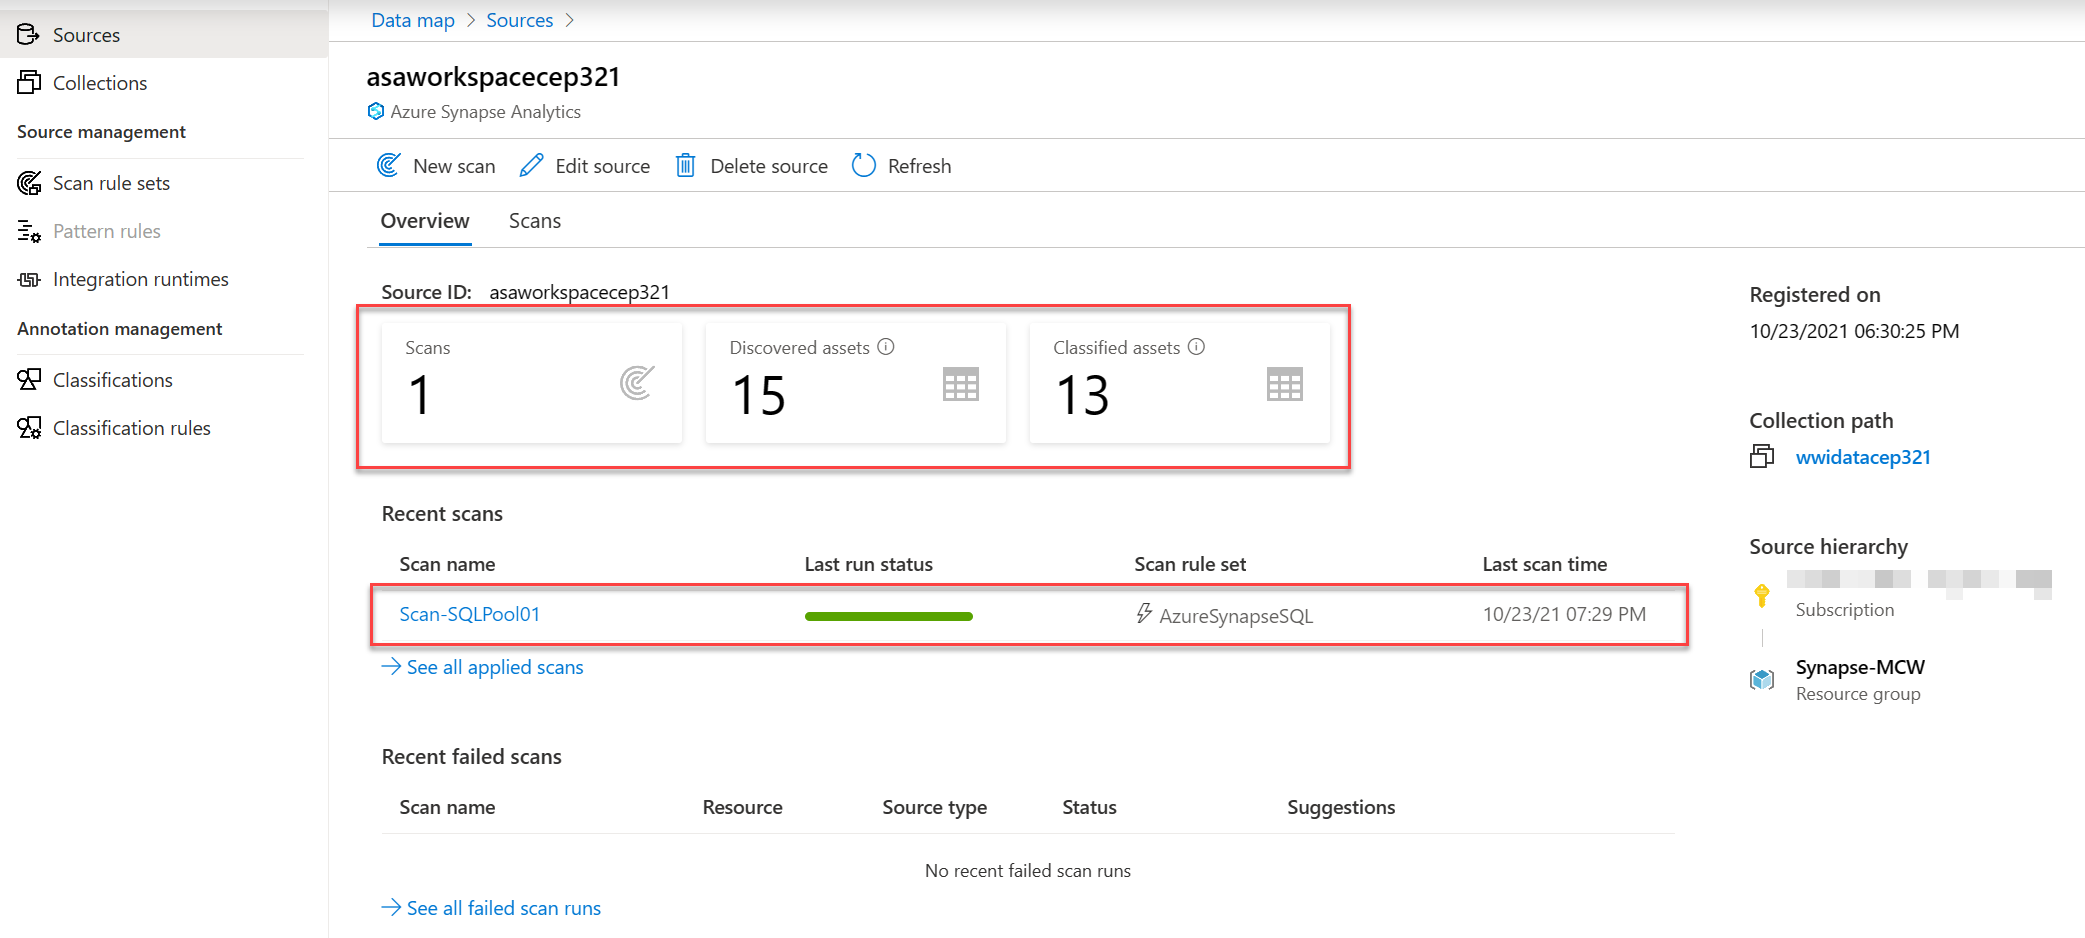 Sources
Collections
Source management
Scan rule sets
Pattern rules
Integration runtimes
Annotation management
Classifications
Classification rules
Data map > Sources >
asaworkspacecep321
Azure Synapse Analytics
New scan Edit source Delete source Refresh
Overview Scans
Source ID: asaworkspacecep321
Scans Discovered assets Classified assets
1 15 13
Recent scans
Scan name Last run status Scan rule set Last scan time
Scan-SQLPool01 AzureSynapseSQL 10/23/21 07:29 PM
See all applied scans
Recent failed scans
Scan name Resource Source type Status Suggestions
No recent failed scan runs
See all failed scan runs
Registered on
10/23/2021 06:30:25 PM
Collection path
wwidatacep321
Source hierarchy
Subscription
Synapse-MCW
Resource group